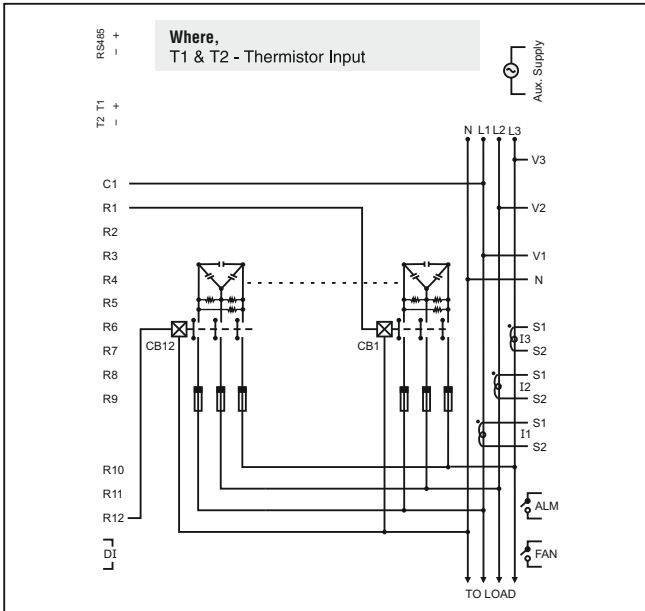 RS485 + –
Where,
T1 & T2 - Thermistor Input
Aux. Supply
T2 T1 + –
N L1 L2 L3
V3
C1
R1
V2
R2
R3
V1
R4
N
R5
R6
CB12
CB1
S1
I3
R7
S2
R8
S1
I2
R9
S2
S1
I1
S2
R10
R11
ALM
R12
DI
FAN
TO LOAD